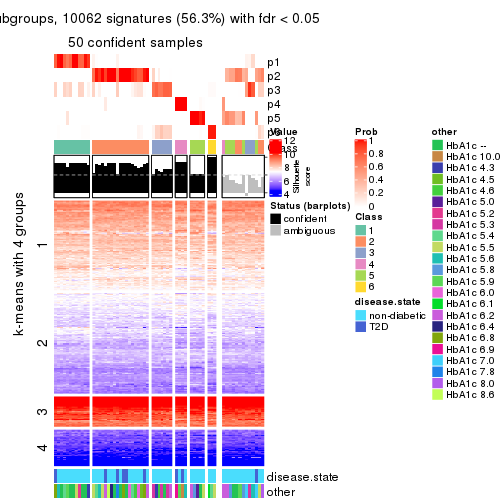 ubgroups, 10062 signatures (56.3%) with fdr < 0.05
50 confident samples
p1
p2
p3
p4
p5
Value
12
10
8
6
4
Silhouette
score
Status (barplots)
confident
ambiguous
Prob
1
0.8
0.6
0.4
0.2
0
Class
1
2
3
4
5
6
disease.state
non-diabetic
T2D
other
HbA1c --
HbA1c 10.0
HbA1c 4.3
HbA1c 4.5
HbA1c 4.6
HbA1c 5.0
HbA1c 5.2
HbA1c 5.3
HbA1c 5.4
HbA1c 5.5
HbA1c 5.6
HbA1c 5.8
HbA1c 5.9
HbA1c 6.0
HbA1c 6.1
HbA1c 6.2
HbA1c 6.4
HbA1c 6.8
HbA1c 6.9
HbA1c 7.0
HbA1c 7.8
HbA1c 8.0
HbA1c 8.6
k-means with 4 groups
1
2
3
4
disease.state
other